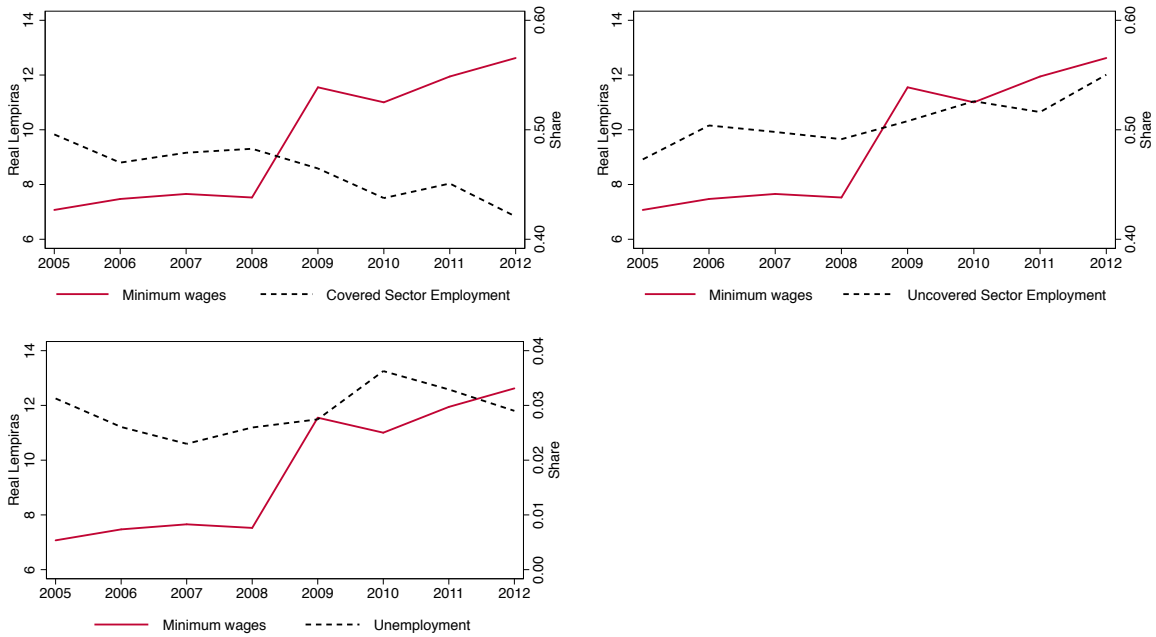 14
12
10
8
6
Real Lempiras
0.60
0.50
0.40
Share
2005 2006 2007 2008 2009 2010 2011 2012
Minimum wages Covered Sector Employment
14
12
10
8
6
Real Lempiras
0.60
0.50
0.40
Share
2005 2006 2007 2008 2009 2010 2011 2012
Minimum wages Uncovered Sector Employment
14
12
10
8
6
Real Lempiras
0.04
0.03
0.02
0.01
0.00
Share
2005 2006 2007 2008 2009 2010 2011 2012
Minimum wages Unemployment